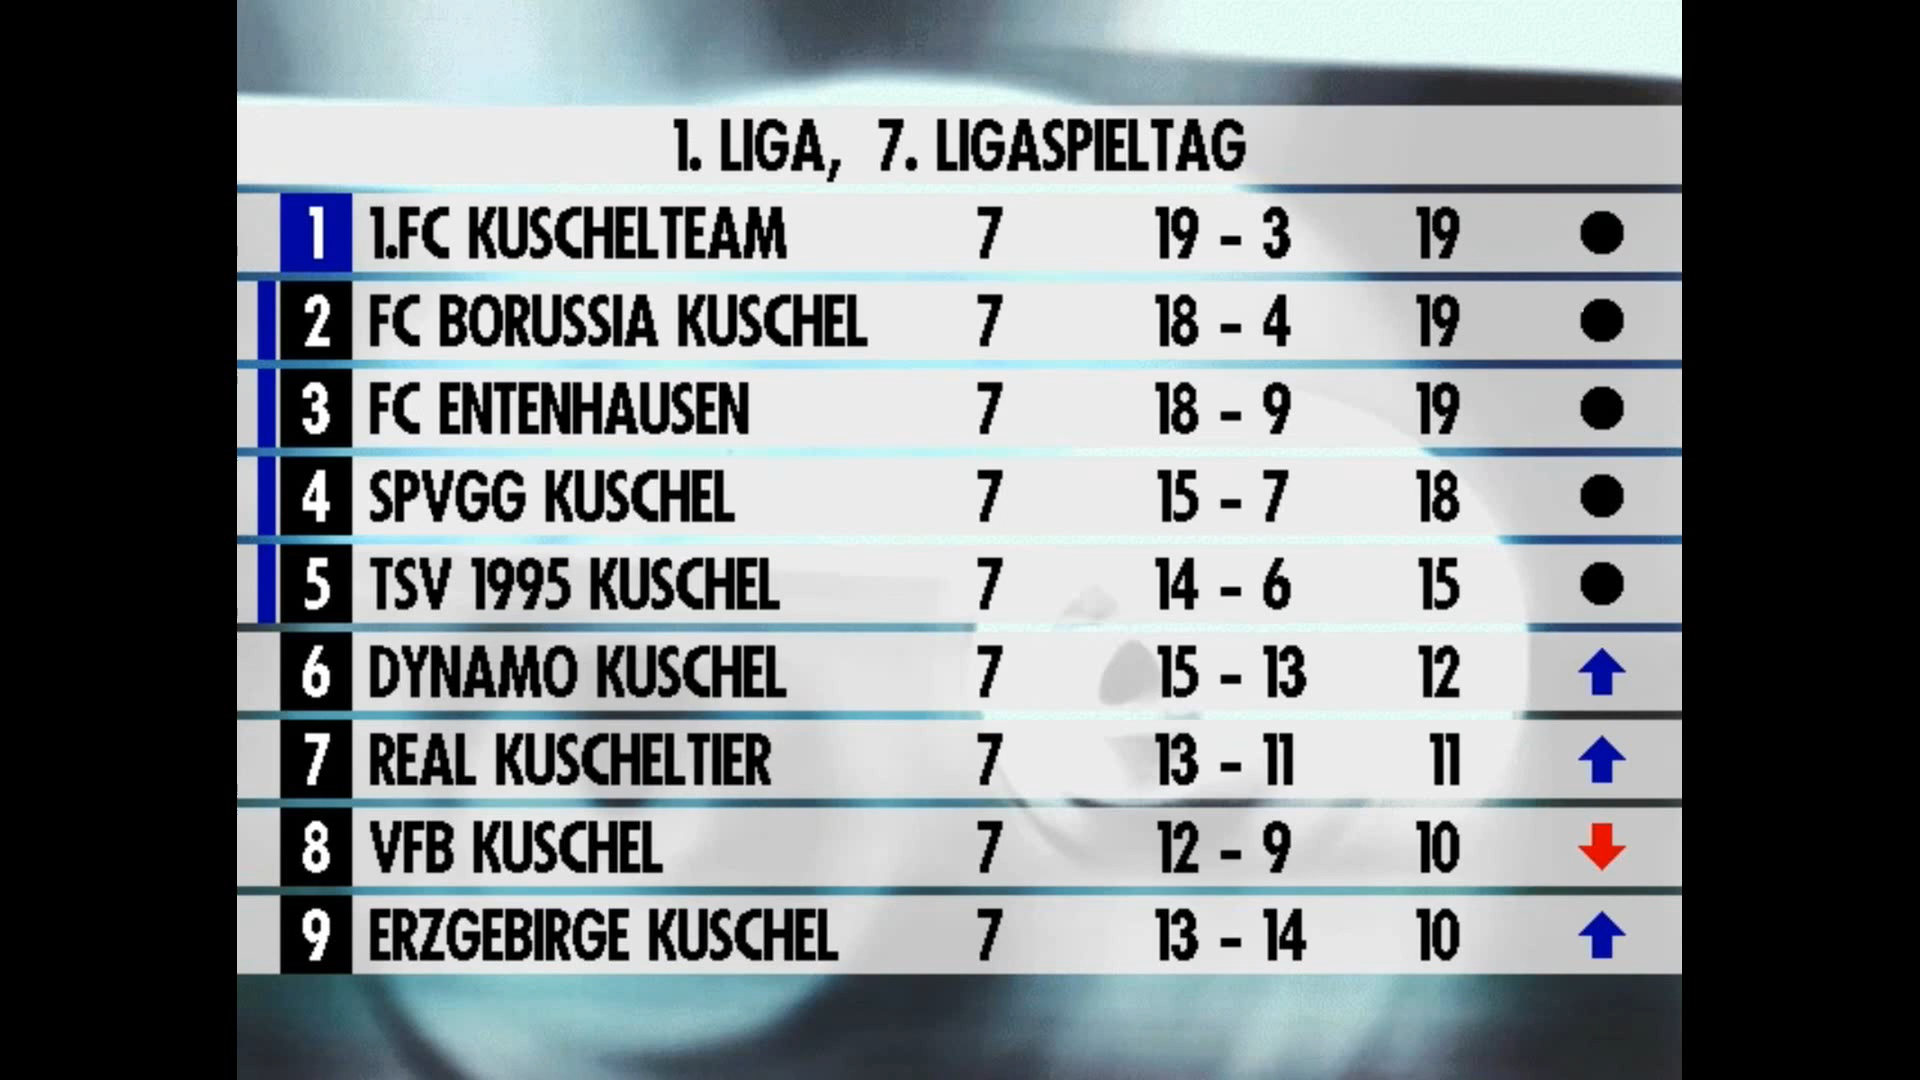 1. LIGA, 7. LIGASPIELTAG
1 1.FC KUSCHELTEAM 7 19 - 3 19
2 FC BORUSSIA KUSCHEL 7 18 - 4 19
3 FC ENTENHAUSEN 7 18 - 9 19
4 SPVGG KUSCHEL 7 15 - 7 18
5 TSV 1995 KUSCHEL 7 14 - 6 15
6 DYNAMO KUSCHEL 7 15 - 13 12
7 REAL KUSCHELTIER 7 13 - 11 11
8 VFB KUSCHEL 7 12 - 9 10
9 ERZGEBIRGE KUSCHEL 7 13 - 14 10